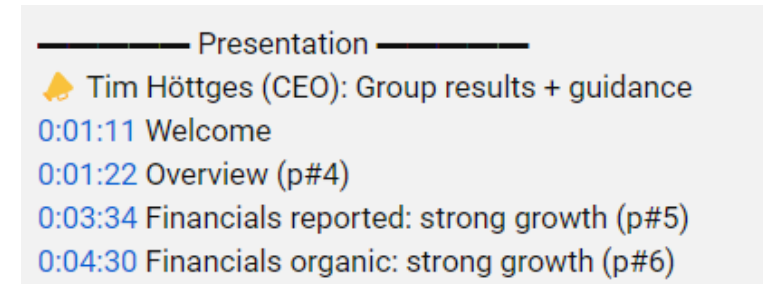 ————— Presentation —————
📣 Tim Höttges (CEO): Group results + guidance
0:01:11 Welcome
0:01:22 Overview (p#4)
0:03:34 Financials reported: strong growth (p#5)
0:04:30 Financials organic: strong growth (p#6)